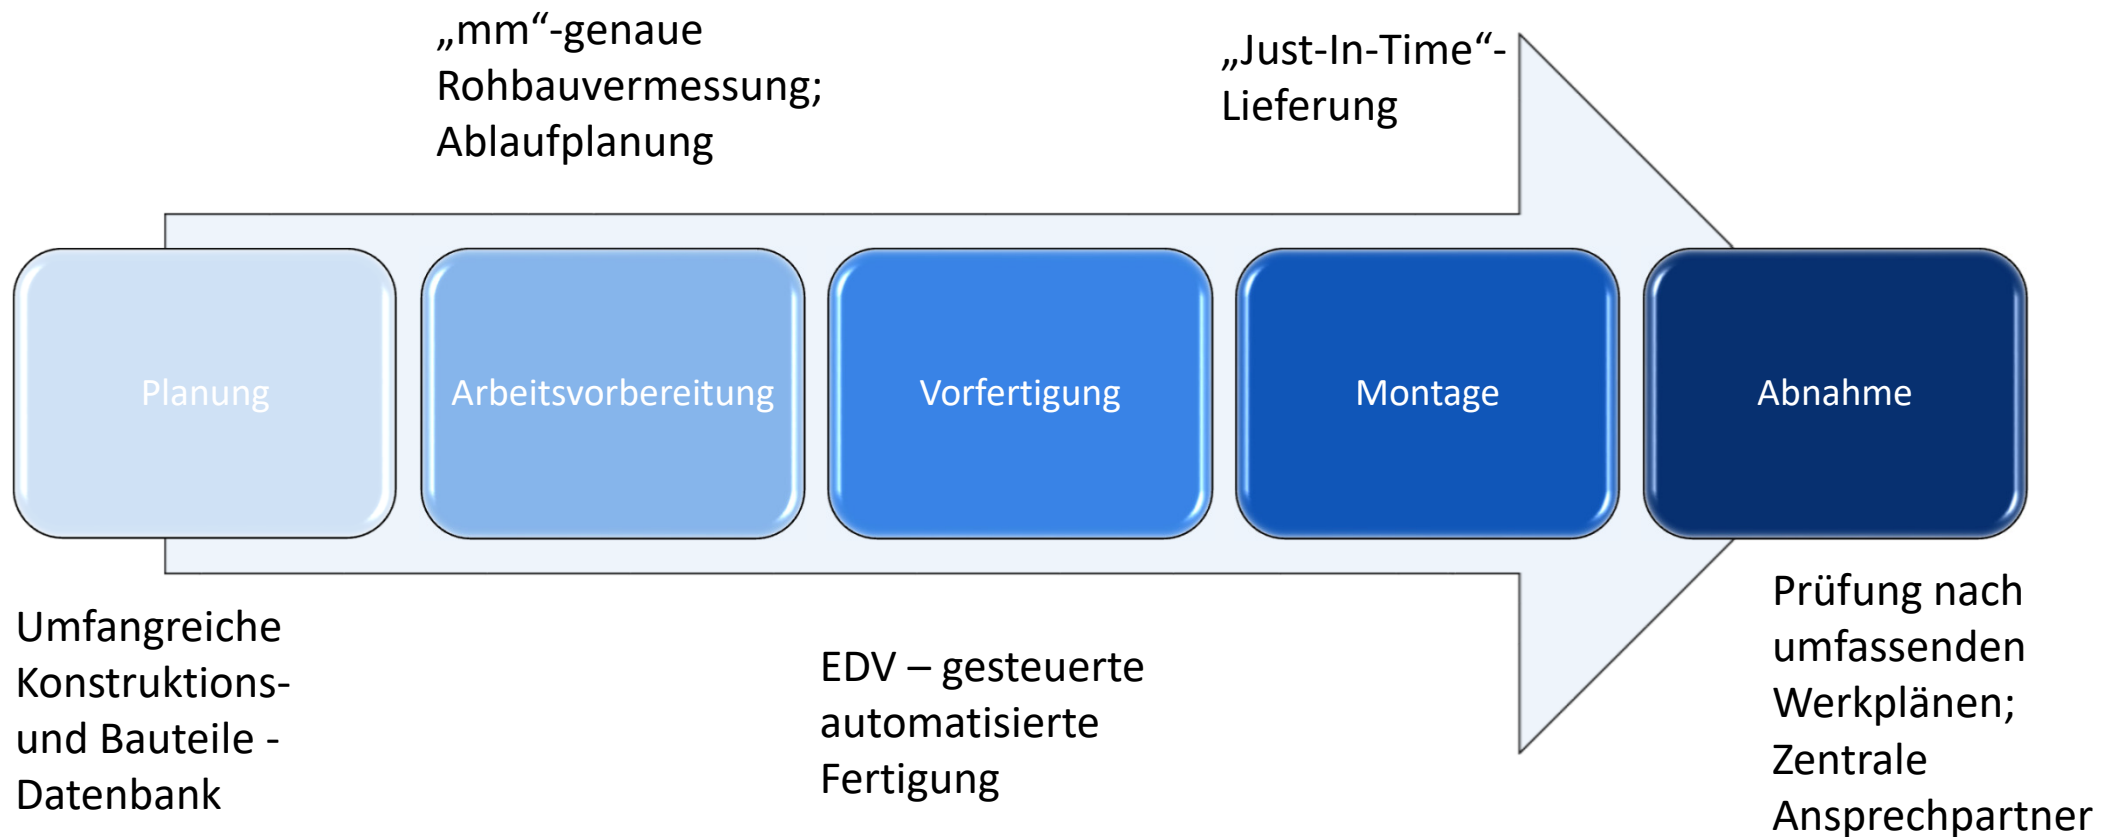 „mm“-genaue
Rohbauvermessung;
Ablaufplanung
„Just-In-Time“-
Lieferung
Planung
Arbeitsvorbereitung
Vorfertigung
Montage
Abnahme
Umfangreiche
Konstruktions-
und Bauteile -
Datenbank
EDV – gesteuerte
automatisierte
Fertigung
Prüfung nach
umfassenden
Werkplänen;
Zentrale
Ansprechpartner